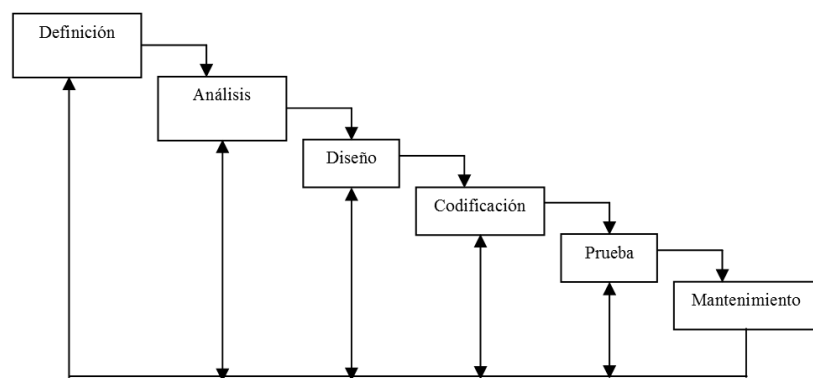 Definición
Análisis
Diseño
Codificación
Prueba
Mantenimiento